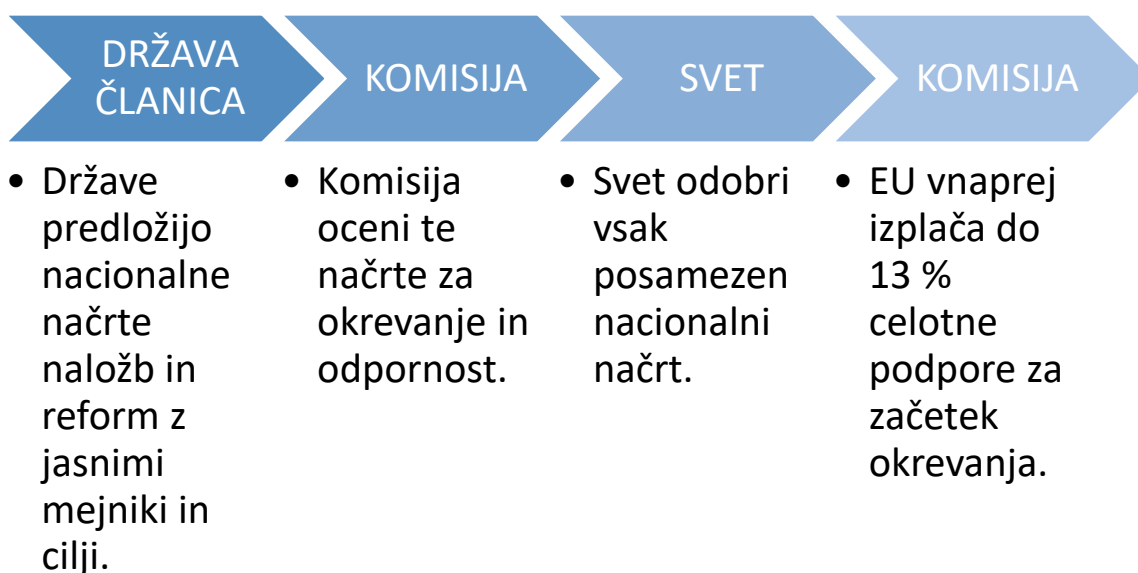 DRŽAVA
ČLANICA
• Države
predložijo
nacionalne
načrte
naložb in
reform z
jasnimi
mejniki in
cilji.
KOMISIJA
• Komisija
oceni te
načrte za
okrevanje in
odpornost.
SVET
• Svet odobri
vsak
posamezen
nacionalni
načrt.
KOMISIJA
• EU vnaprej
izplača do
13 %
celotne
podpore za
začetek
okrevanja.